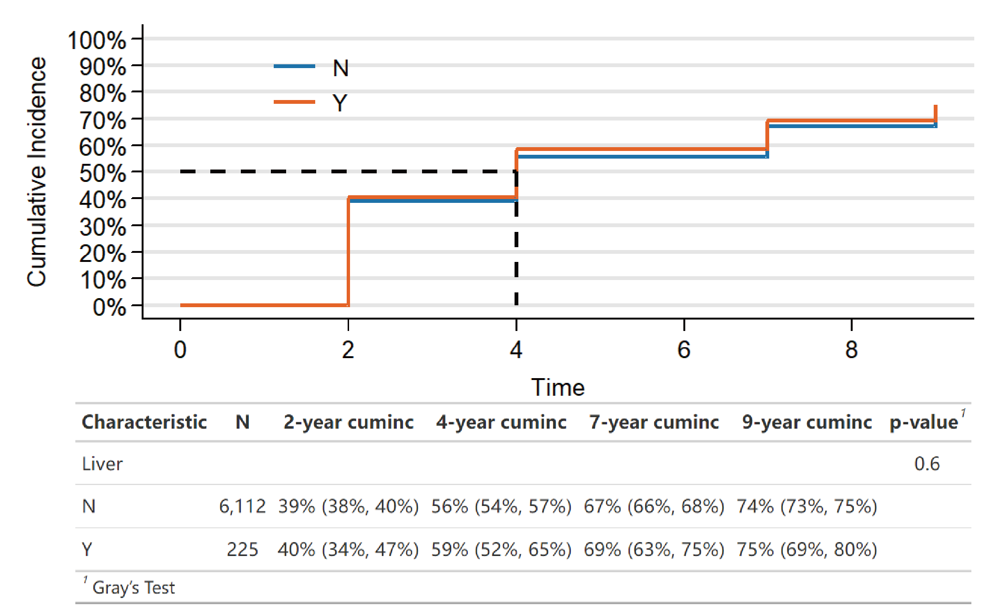 100%
90%
80%
70%
60%
50%
40%
30%
20%
10%
0%
Cumulative Incidence
N
Y
0 2 4 6 8
Time
Characteristic N 2-year cuminc 4-year cuminc 7-year cuminc 9-year cuminc p-value¹
Liver 0.6
N 6,112 39% (38%, 40%) 56% (54%, 57%) 67% (66%, 68%) 74% (73%, 75%)
Y 225 40% (34%, 47%) 59% (52%, 65%) 69% (63%, 75%) 75% (69%, 80%)
¹ Gray’s Test